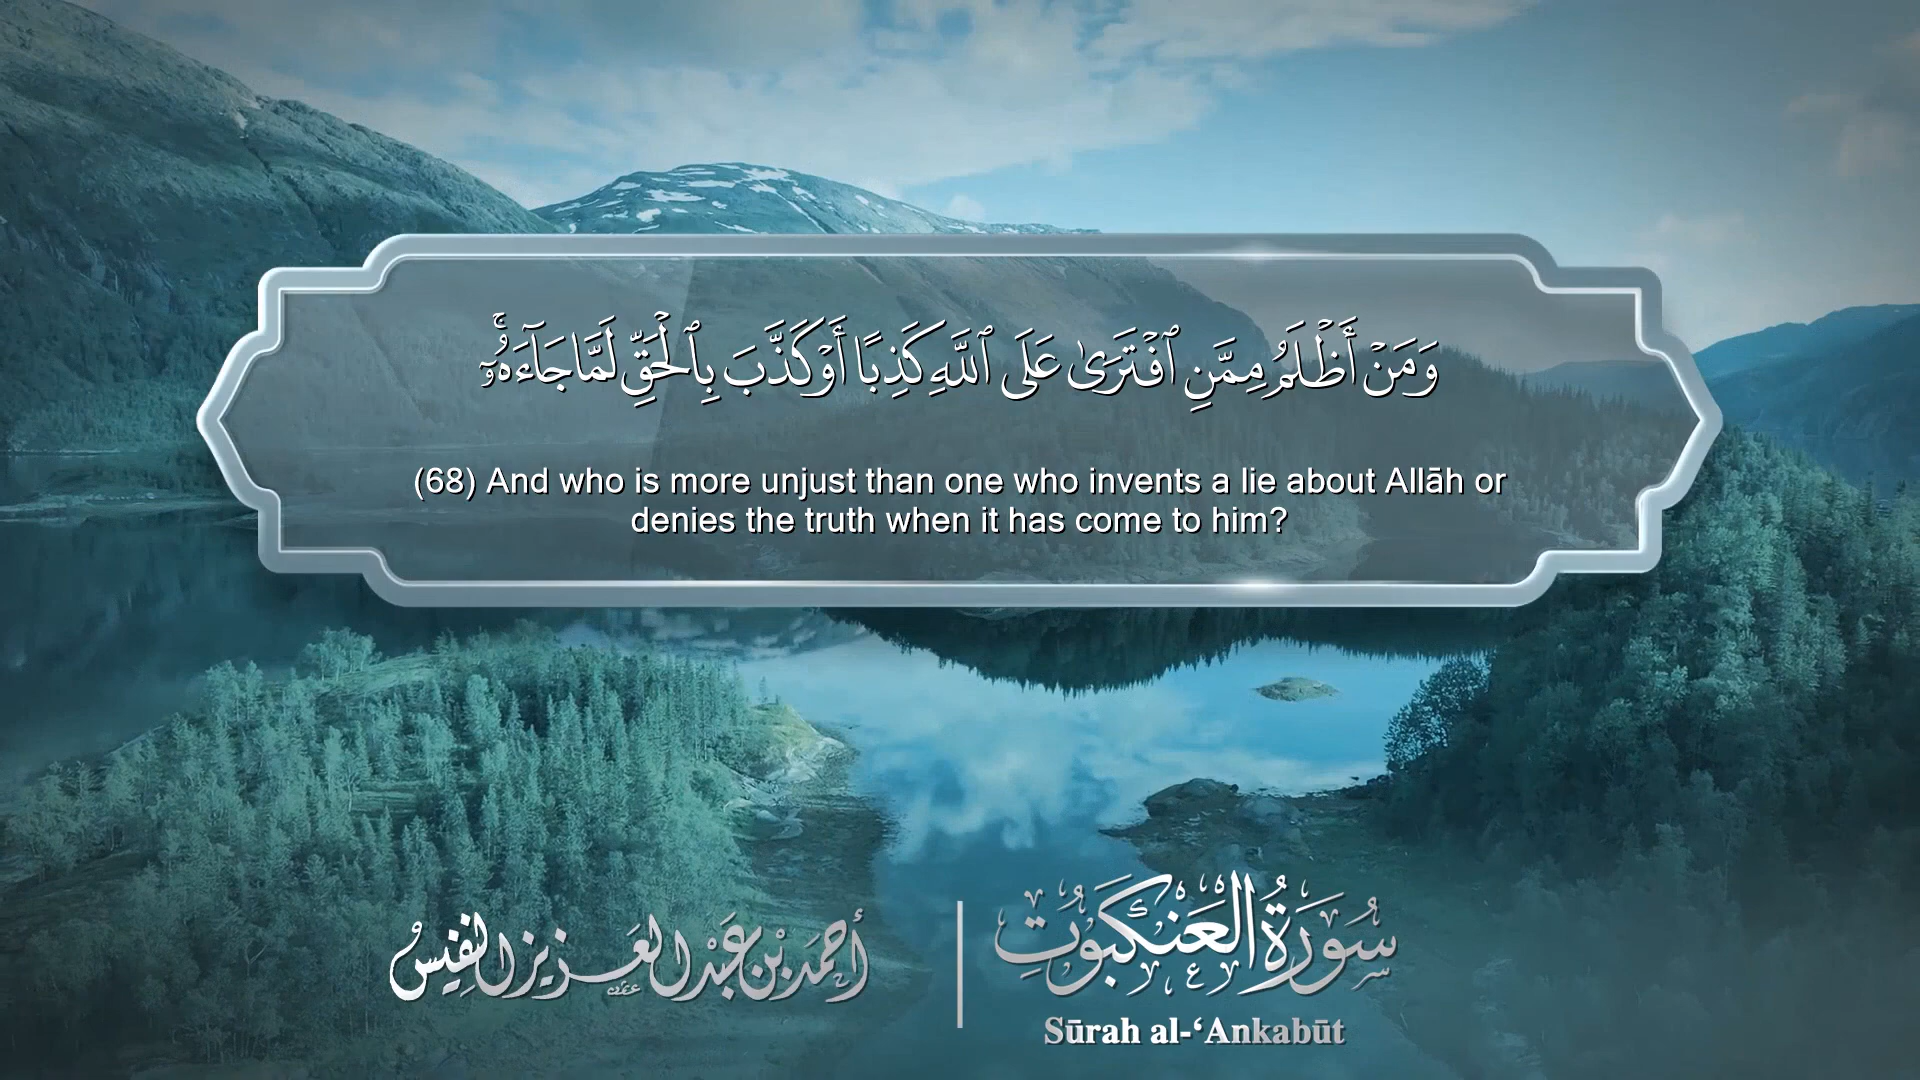 وَمَنْ أَظْلَمُ مِمَّنِ ٱفْتَرَىٰ عَلَى ٱللَّهِ كَذِبًا أَوْ كَذَّبَ بِٱلْحَقِّ لَمَّا جَآءَهُۥٓ ۚ
(68) And who is more unjust than one who invents a lie about Allāh or
denies the truth when it has come to him?
سُورَةُ العَنْكَبُوتِ
أحمد بن عبد العزيز النفيس
Sūrah al-‘Ankabūt